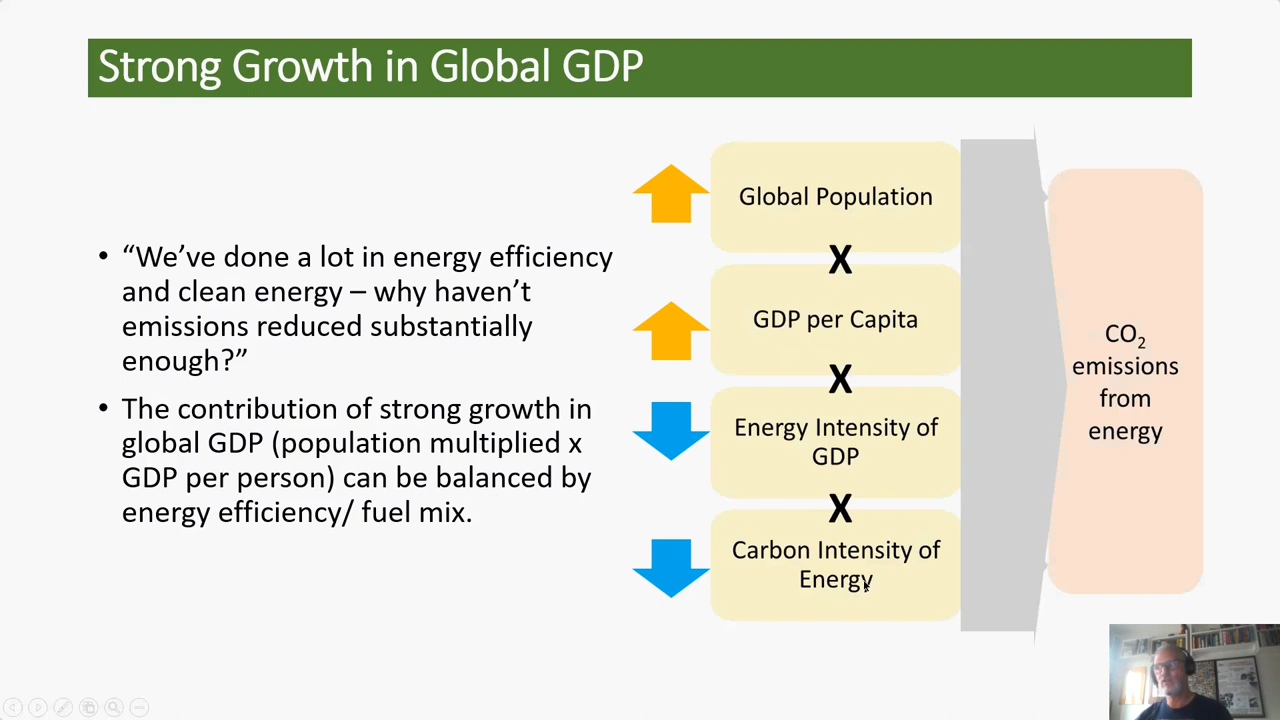 Strong Growth in Global GDP
• “We’ve done a lot in energy efficiency
and clean energy – why haven’t
emissions reduced substantially
enough?”
• The contribution of strong growth in
global GDP (population multiplied x
GDP per person) can be balanced by
energy efficiency/ fuel mix.
Global Population
X
GDP per Capita
X
Energy Intensity of
GDP
X
Carbon Intensity of
Energy
CO₂
emissions
from
energy